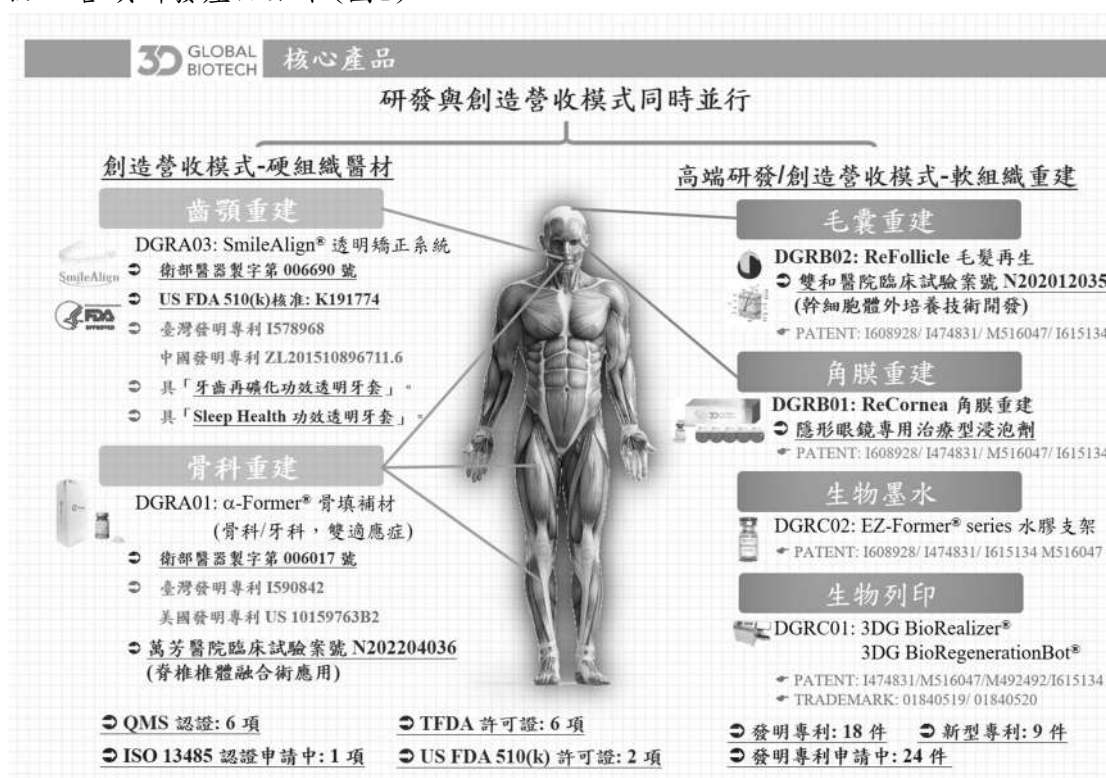 3D GLOBAL BIOTECH
核心產品
研發與創造營收模式同時並行
創造營收模式-硬組織醫材
齒顎重建
DGRA03: SmileAlign® 透明矯正系統
SmileAlign
衛部醫器製字第 006690 號
FDA
APPROVED
US FDA 510(k)核准: K191774
臺灣發明專利 I578968
中國發明專利 ZL201510896711.6
具「牙齒再礦化功效透明牙套」。
具「Sleep Health 功效透明牙套」。
骨科重建
DGRA01: α-Former® 骨填補材
(骨科/牙科，雙適應症)
衛部醫器製字第 006017 號
臺灣發明專利 I590842
美國發明專利 US 10159763B2
萬芳醫院臨床試驗案號 N202204036
(脊椎椎體融合術應用)
高端研發/創造營收模式-軟組織重建
毛囊重建
DGRB02: ReFollicle 毛髮再生
雙和醫院臨床試驗案號 N202012035
(幹細胞體外培養技術開發)
PATENT: I608928/ I474831/ M516047/ I615134
角膜重建
DGRB01: ReCornea 角膜重建
隱形眼鏡專用治療型浸泡劑
PATENT: I608928/ I474831/ M516047/ I615134
生物墨水
DGRC02: EZ-Former® series 水膠支架
PATENT: I608928/ I474831/ I615134 M516047
生物列印
DGRC01: 3DG BioRealizer®
3DG BioRegenerationBot®
PATENT: I474831/M516047/M492492/I615134
TRADEMARK: 01840519/ 01840520
QMS 認證: 6 項
TFDA 許可證: 6 項
發明專利: 18 件
新型專利: 9 件
ISO 13485 認證申請中: 1 項
US FDA 510(k) 許可證: 2 項
發明專利申請中: 24 件